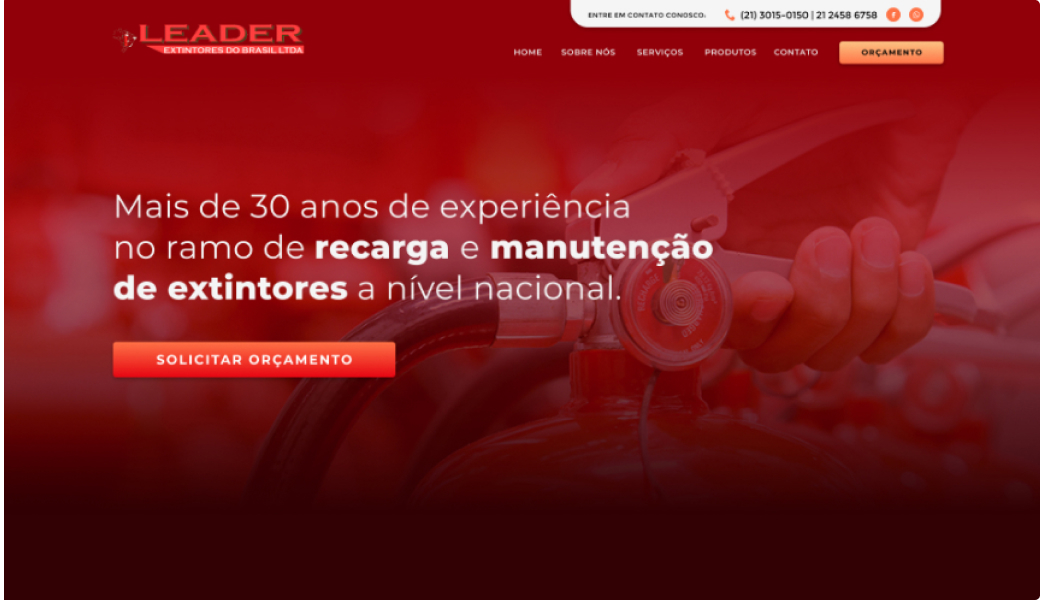 ENTRE EM CONTATO CONOSCO. (21) 3015-0150 | 21 2458 6758
LEADER
EXTINTORES DO BRASIL LTDA
HOME SOBRE NÓS SERVIÇOS PRODUTOS CONTATO ORÇAMENTO
Mais de 30 anos de experiência
no ramo de recarga e manutenção
de extintores a nível nacional.
SOLICITAR ORÇAMENTO